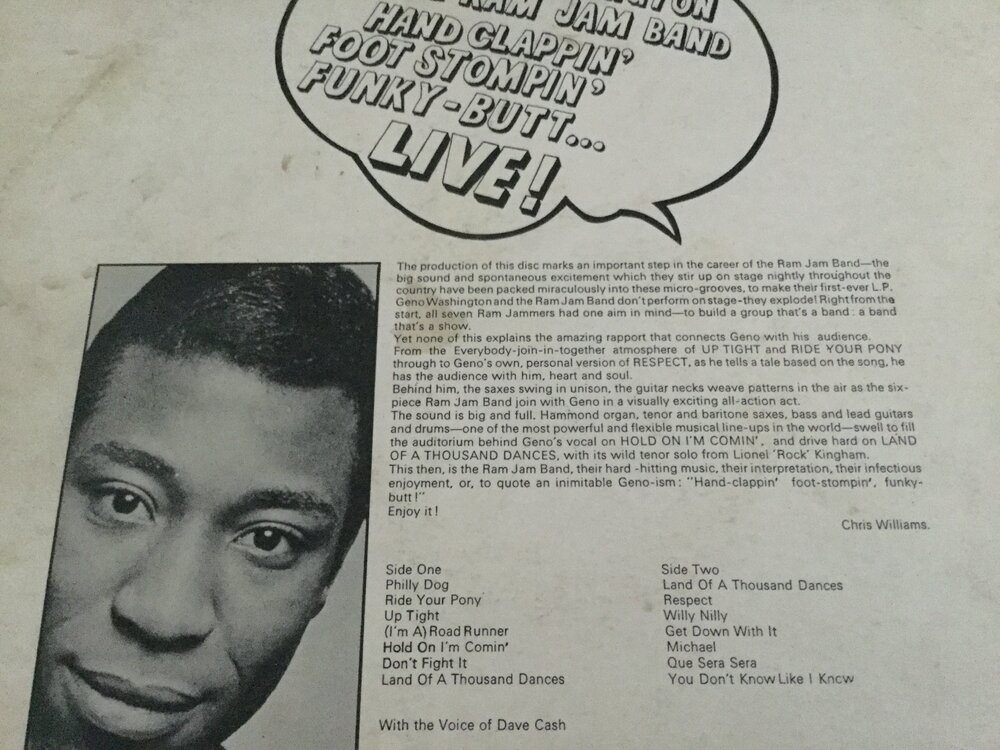 RAM JAM BAND
HAND CLAPPIN'
FOOT STOMPIN'
FUNKY-BUTT...
LIVE!
The production of this disc marks an important step in the career of the Ram Jam Band—the
big sound and spontaneous excitement which they stir up on stage nightly throughout the
country have been packed miraculously into these micro-grooves, to make their first-ever L.P.
Geno Washington and the Ram Jam Band don't perform on stage-they explode! Right from the
start, all seven Ram Jammers had one aim in mind—to build a group that's a band: a band
that's a show.
Yet none of this explains the amazing rapport that connects Geno with his audience.
From the Everybody-join-in-together atmosphere of UP TIGHT and RIDE YOUR PONY
through to Geno's own, personal version of RESPECT, as he tells a tale based on the song, he
has the audience with him, heart and soul.
Behind him, the saxes swing in unison, the guitar necks weave patterns in the air as the six-
piece Ram Jam Band join with Geno in a visually exciting all-action act.
The sound is big and full. Hammond organ, tenor and baritone saxes, bass and lead guitars
and drums—one of the most powerful and flexible musical line-ups in the world—swell to fill
the auditorium behind Geno's vocal on HOLD ON I'M COMIN', and drive hard on LAND
OF A THOUSAND DANCES, with its wild tenor solo from Lionel 'Rock' Kingham.
This then, is the Ram Jam Band, their hard -hitting music, their interpretation, their infectious
enjoyment, or, to quote an inimitable Geno-ism: "Hand-clappin' foot-stompin', funky-
butt!"
Enjoy it!
Chris Williams.
Side One
Philly Dog
Ride Your Pony
Up Tight
(I'm A) Road Runner
Hold On I'm Comin'
Don't Fight It
Land Of A Thousand Dances
Side Two
Land Of A Thousand Dances
Respect
Willy Nilly
Get Down With It
Michael
Que Sera Sera
You Don't Know Like I Kncw
With the Voice of Dave Cash